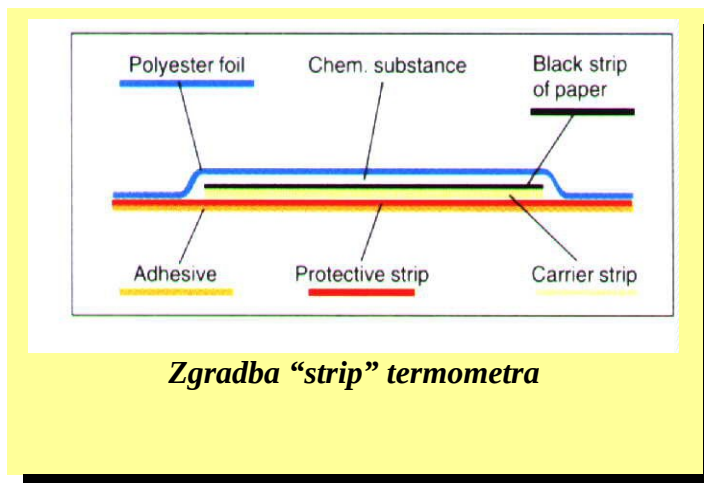 Polyester foil
Chem. substance
Black strip
of paper
Adhesive
Protective strip
Carrier strip
Zgradba “strip” termometra